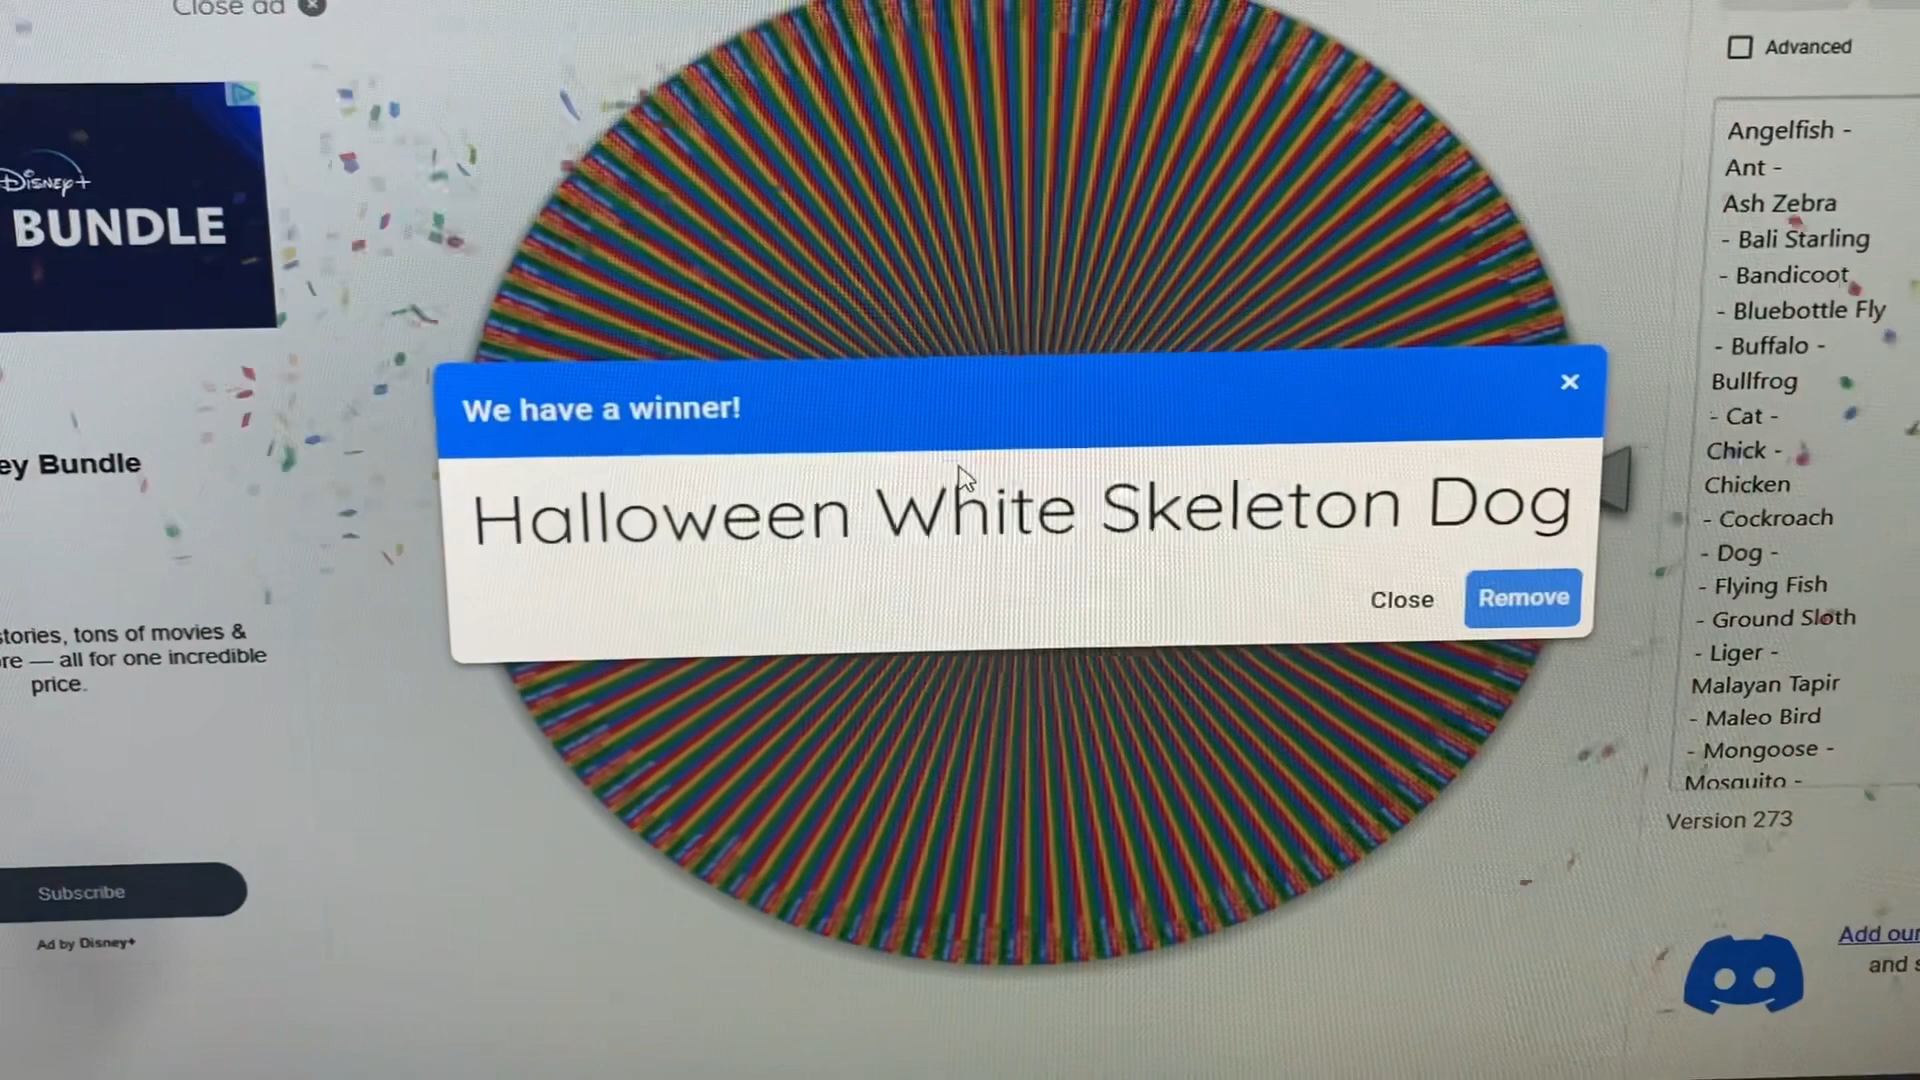 Close ad
Disney+
BUNDLE
ey Bundle
stories, tons of movies &
re — all for one incredible
price.
Subscribe
Ad by Disney+
We have a winner!
Halloween White Skeleton Dog
Close
Remove
Advanced
Angelfish -
Ant -
Ash Zebra
- Bali Starling
- Bandicoot
- Bluebottle Fly
- Buffalo -
Bullfrog
- Cat -
Chick -
Chicken
- Cockroach
- Dog -
- Flying Fish
- Ground Sloth
- Liger -
Malayan Tapir
- Maleo Bird
- Mongoose -
Mosquito -
Version 273
Add our
and s